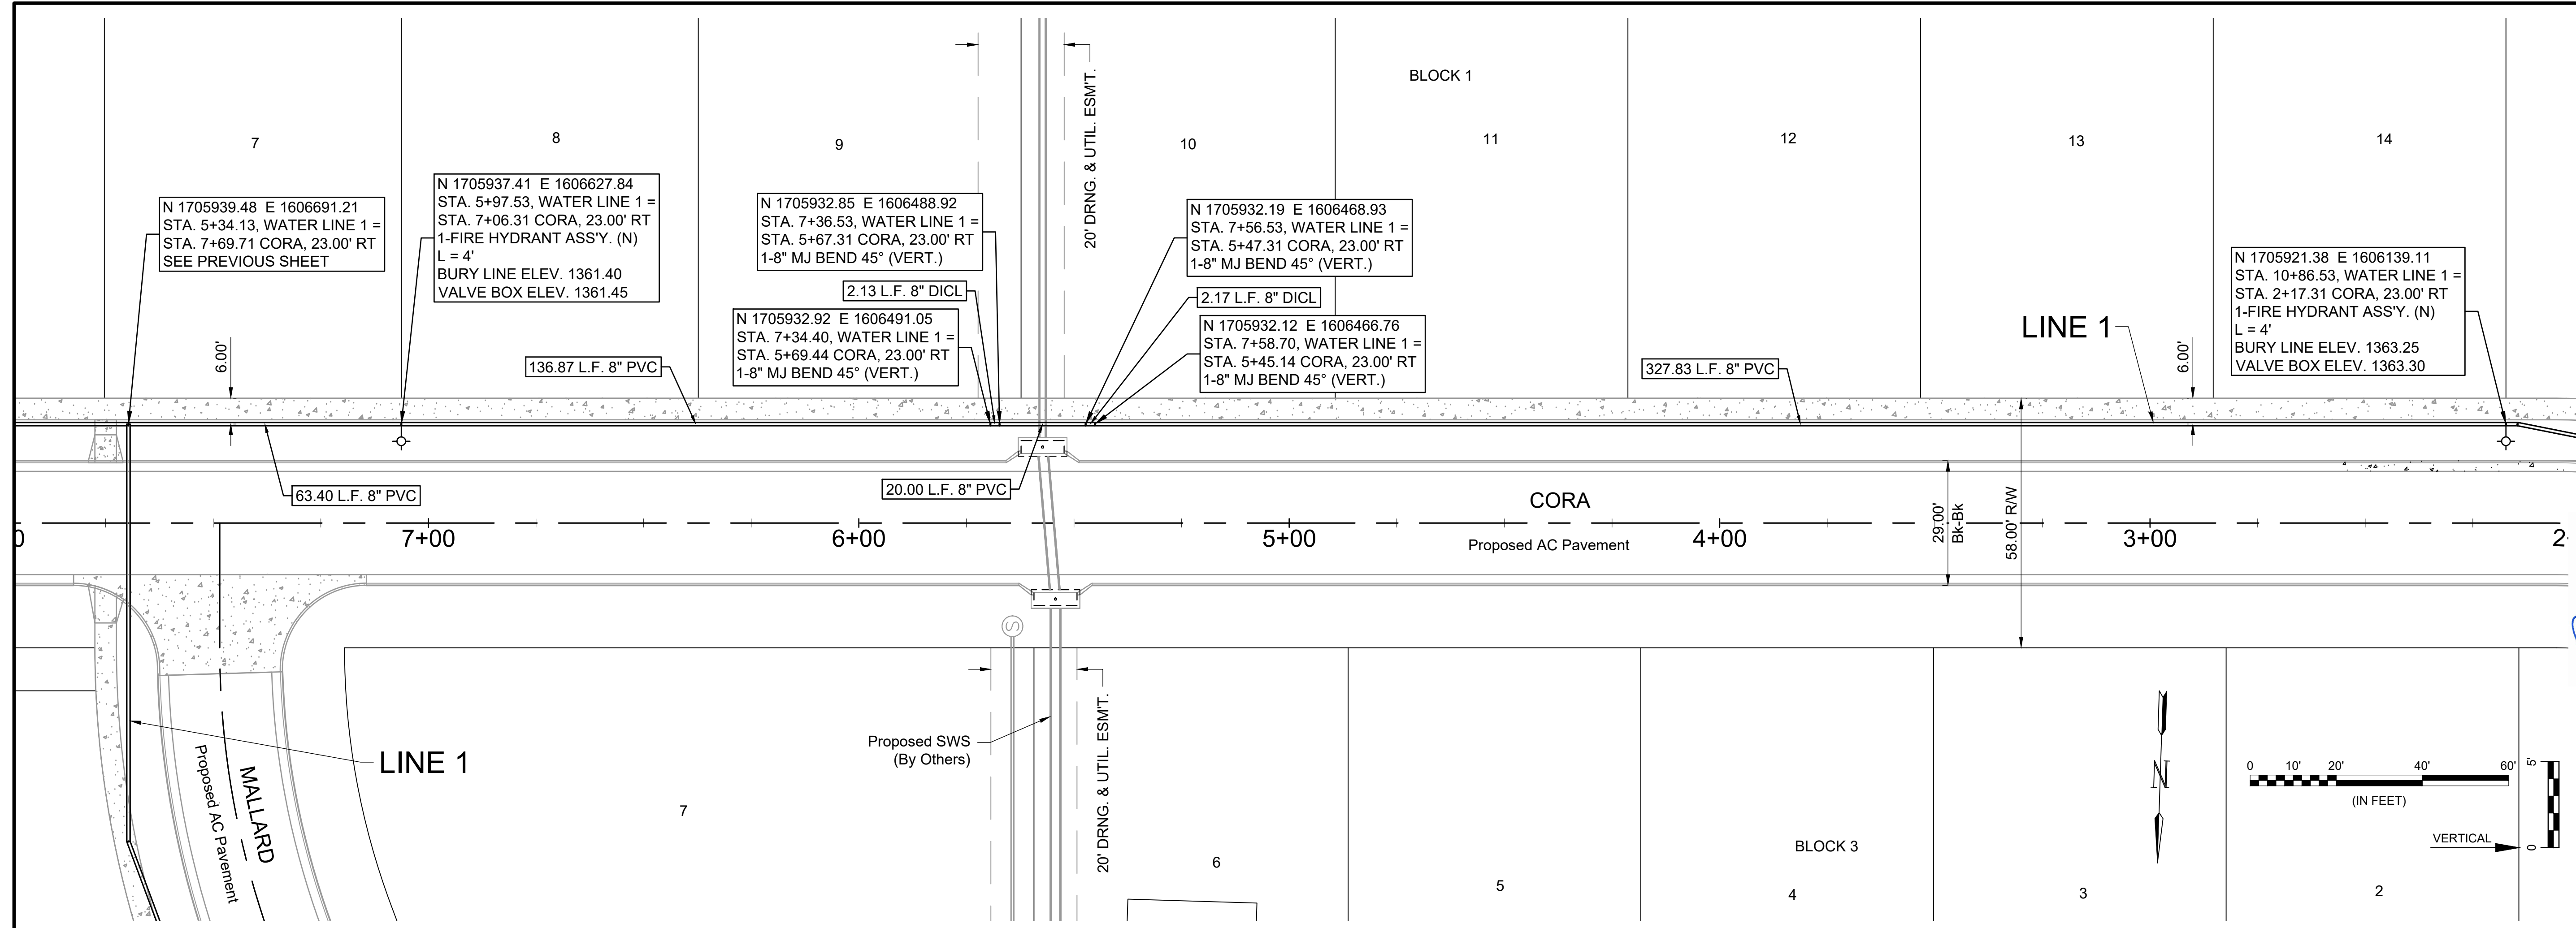 BLOCK 1
7
8
9
10
11
12
13
14
20' DRNG. & UTIL. ESM'T.
N 1705939.48 E 1606691.21
STA. 5+34.13, WATER LINE 1 =
STA. 7+69.71 CORA, 23.00' RT
SEE PREVIOUS SHEET
N 1705937.41 E 1606627.84
STA. 5+97.53, WATER LINE 1 =
STA. 7+06.31 CORA, 23.00' RT
1-FIRE HYDRANT ASS'Y. (N)
L = 4'
BURY LINE ELEV. 1361.40
VALVE BOX ELEV. 1361.45
N 1705932.85 E 1606488.92
STA. 7+36.53, WATER LINE 1 =
STA. 5+67.31 CORA, 23.00' RT
1-8" MJ BEND 45° (VERT.)
2.13 L.F. 8" DICL
N 1705932.92 E 1606491.05
STA. 7+34.40, WATER LINE 1 =
STA. 5+69.44 CORA, 23.00' RT
1-8" MJ BEND 45° (VERT.)
N 1705932.19 E 1606468.93
STA. 7+56.53, WATER LINE 1 =
STA. 5+47.31 CORA, 23.00' RT
1-8" MJ BEND 45° (VERT.)
2.17 L.F. 8" DICL
N 1705932.12 E 1606466.76
STA. 7+58.70, WATER LINE 1 =
STA. 5+45.14 CORA, 23.00' RT
1-8" MJ BEND 45° (VERT.)
N 1705921.38 E 1606139.11
STA. 10+86.53, WATER LINE 1 =
STA. 2+17.31 CORA, 23.00' RT
1-FIRE HYDRANT ASS'Y. (N)
L = 4'
BURY LINE ELEV. 1363.25
VALVE BOX ELEV. 1363.30
LINE 1
6.00'
136.87 L.F. 8" PVC
327.83 L.F. 8" PVC
6.00'
63.40 L.F. 8" PVC
20.00 L.F. 8" PVC
CORA
29.00'
Bk-Bk
58.00' R/W
0
7+00
6+00
5+00
4+00
3+00
2-
Proposed AC Pavement
S
LINE 1
MALLARD
Proposed AC Pavement
Proposed SWS
(By Others)
20' DRNG. & UTIL. ESM'T.
N
0 10' 20' 40' 60'
(IN FEET)
5'
0
VERTICAL
BLOCK 3
7
6
5
4
3
2